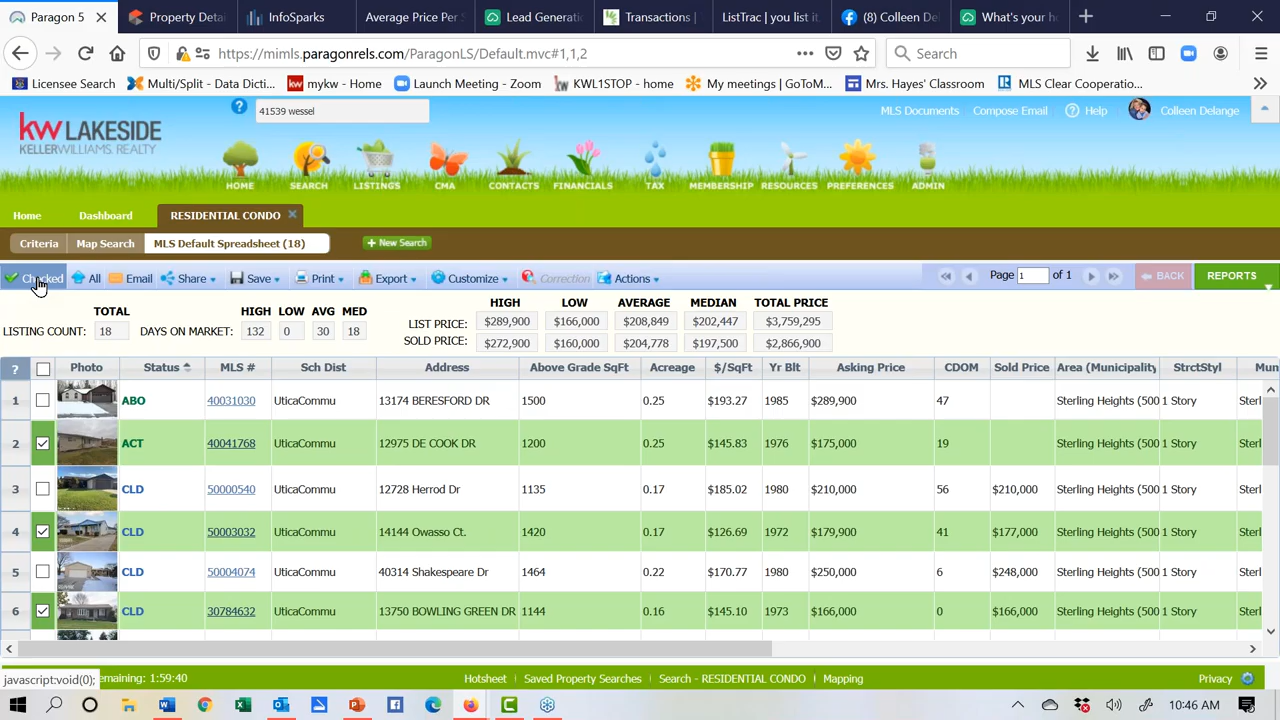 Paragon 5
Property Detai
InfoSparks
Average Price Per S
Lead Generatio
Transactions |
ListTrac | you list it,
(8) Colleen Del
What's your ho
https://mimls.paragonrels.com/ParagonLS/Default.mvc#1,1,2
Search
Licensee Search
Multi/Split - Data Dicti...
mykw - Home
Launch Meeting - Zoom
KWL1STOP - home
My meetings | GoToM...
Mrs. Hayes' Classroom
MLS Clear Cooperatio...
41539 wessel
MLS Documents
Compose Email
Help
Colleen Delange
kw LAKESIDE
KELLERWILLIAMS. REALTY
HOME
SEARCH
LISTINGS
CMA
CONTACTS
FINANCIALS
TAX
MEMBERSHIP
RESOURCES
PREFERENCES
ADMIN
Home
Dashboard
RESIDENTIAL CONDO
Criteria
Map Search
MLS Default Spreadsheet (18)
New Search
Checked
All
Email
Share
Save
Print
Export
Customize
Correction
Actions
Page 1 of 1
BACK
REPORTS
TOTAL HIGH LOW AVG MED
LISTING COUNT: 18 DAYS ON MARKET: 132 0 30 18
HIGH LOW AVERAGE MEDIAN TOTAL PRICE
LIST PRICE: $289,900 $166,000 $208,849 $202,447 $3,759,295
SOLD PRICE: $272,900 $160,000 $204,778 $197,500 $2,866,900
? Photo Status MLS # Sch Dist Address Above Grade SqFt Acreage $/SqFt Yr Blt Asking Price CDOM Sold Price Area (Municipality StrctStyl Mun
1 ABO 40031030 UticaCommu 13174 BERESFORD DR 1500 0.25 $193.27 1985 $289,900 47 Sterling Heights (500 1 Story Sterl
2 ACT 40041768 UticaCommu 12975 DE COOK DR 1200 0.25 $145.83 1976 $175,000 19 Sterling Heights (500 1 Story Sterl
3 CLD 50000540 UticaCommu 12728 Herrod Dr 1135 0.17 $185.02 1980 $210,000 56 $210,000 Sterling Heights (500 1 Story Sterl
4 CLD 50003032 UticaCommu 14144 Owasso Ct. 1420 0.17 $126.69 1972 $179,900 41 $177,000 Sterling Heights (500 1 Story Sterl
5 CLD 50004074 UticaCommu 40314 Shakespeare Dr 1464 0.22 $170.77 1980 $250,000 6 $248,000 Sterling Heights (500 1 Story Sterl
6 CLD 30784632 UticaCommu 13750 BOWLING GREEN DR 1144 0.16 $145.10 1973 $166,000 0 $166,000 Sterling Heights (500 1 Story Sterl
javascript:void(0);
emaining: 1:59:40
Hotsheet
Saved Property Searches
Search - RESIDENTIAL CONDO
Mapping
Privacy
10:46 AM